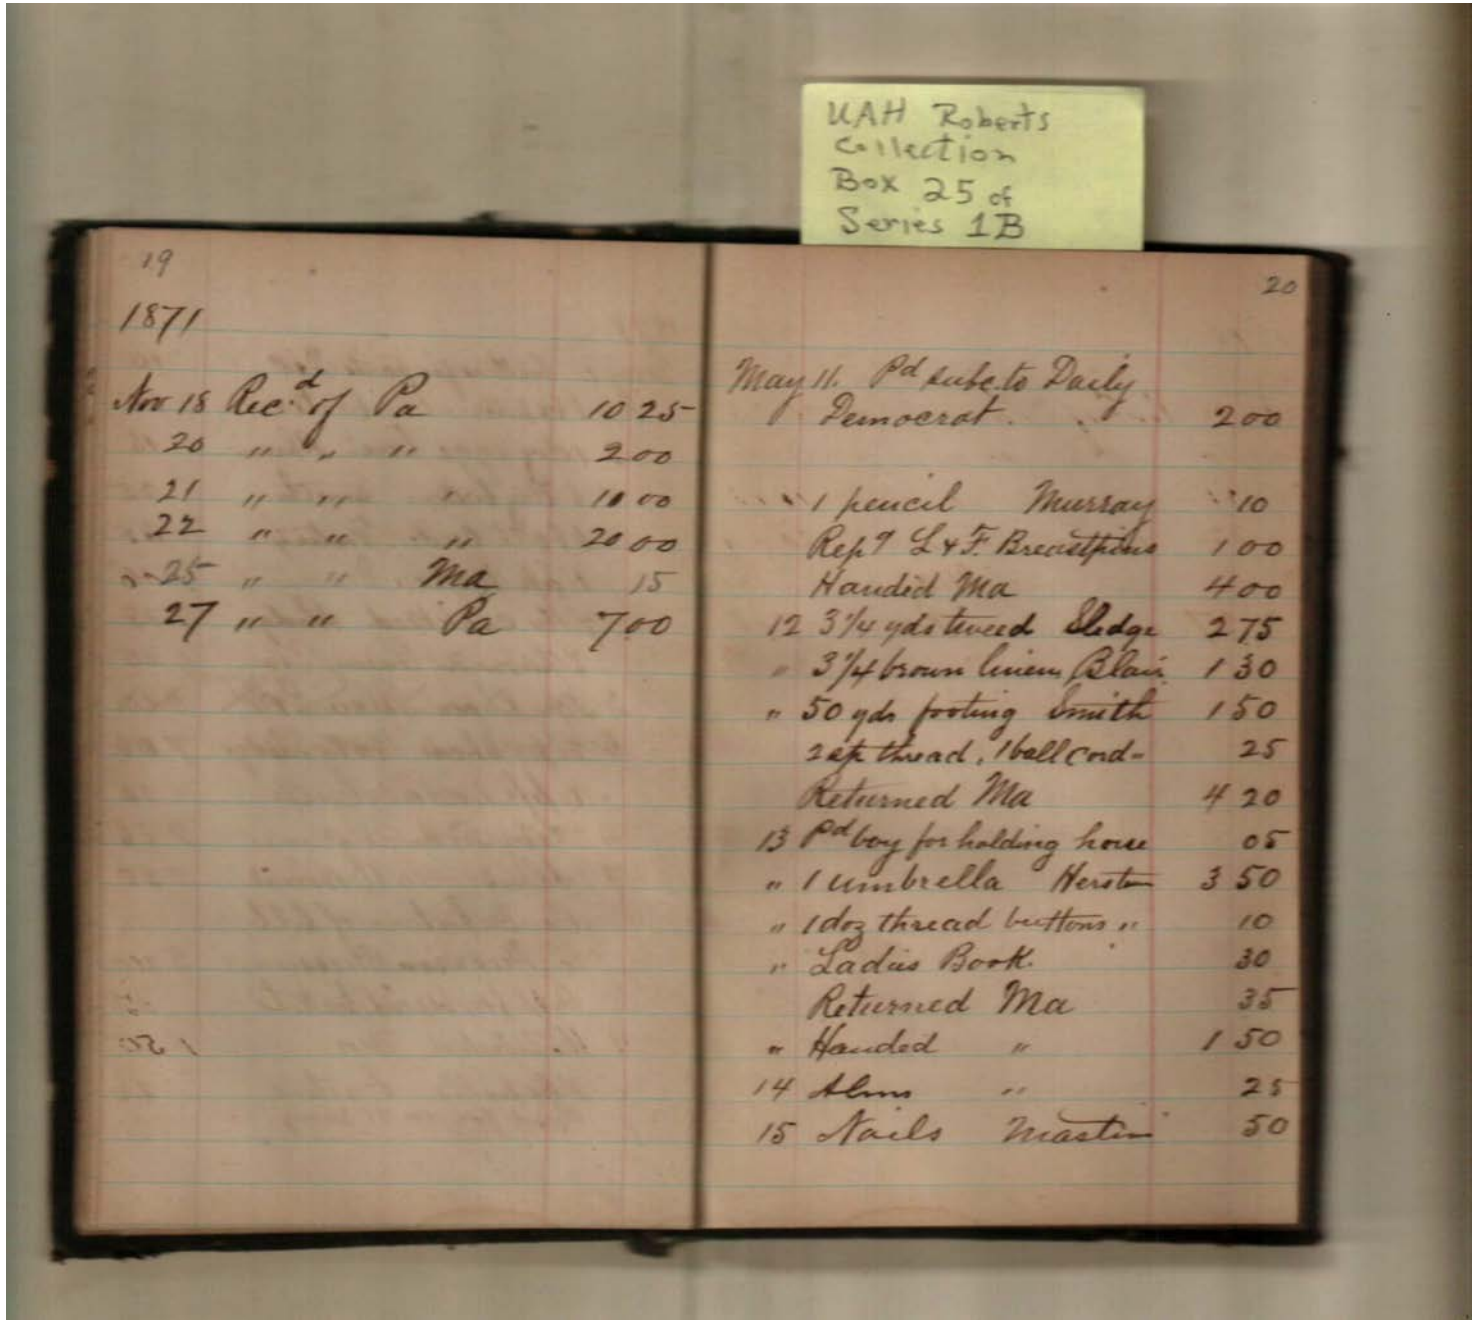 UAH Roberts
Collection
Box 25 of
Series 1B
19
1871
Nov 18 Rec.d of Pa 10 25
20 " " " 2 00
21 " " " 10 00
22 " " " 20 00
25 " " Ma 15
27 " " Pa 7 00
20
May 11. Pd subc. to Daily
Democrat. 2 00
1 pencil Murray 10
Rep'g L & F. Breastpins 1 00
Handed Ma 4 00
12 3 1/4 yds tweed Sledge 2 75
" 3 1/4 brown linen, Blair 1 30
" 50 yds footing Smith 1 50
2 sp thread, 1 ball cord - 25
Returned Ma 4 20
13 Pd boy for holding horse 05
" 1 umbrella 3 50
" 1 doz thread buttons " 10
" Ladies Book. 30
Returned Ma 35
" Handed " 1 50
14 Alms " 25
15 Nails Mastin 50